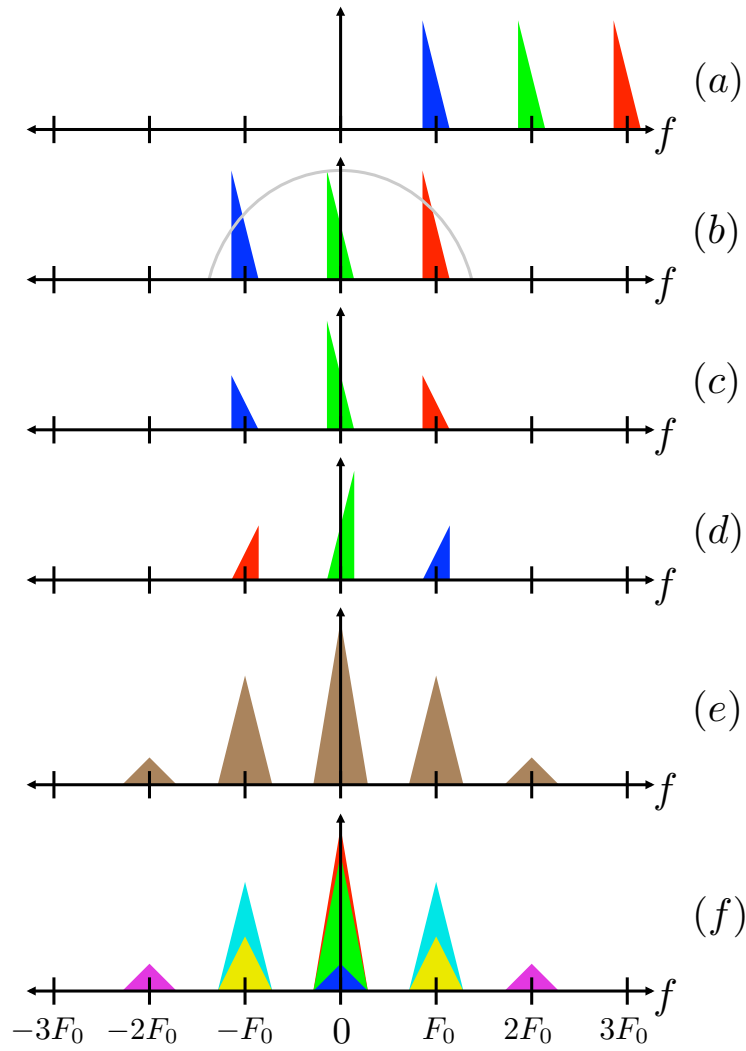 (a)
f
(b)
f
(c)
f
(d)
f
(e)
f
(f)
f
−3F₀ −2F₀ −F₀ 0 F₀ 2F₀ 3F₀